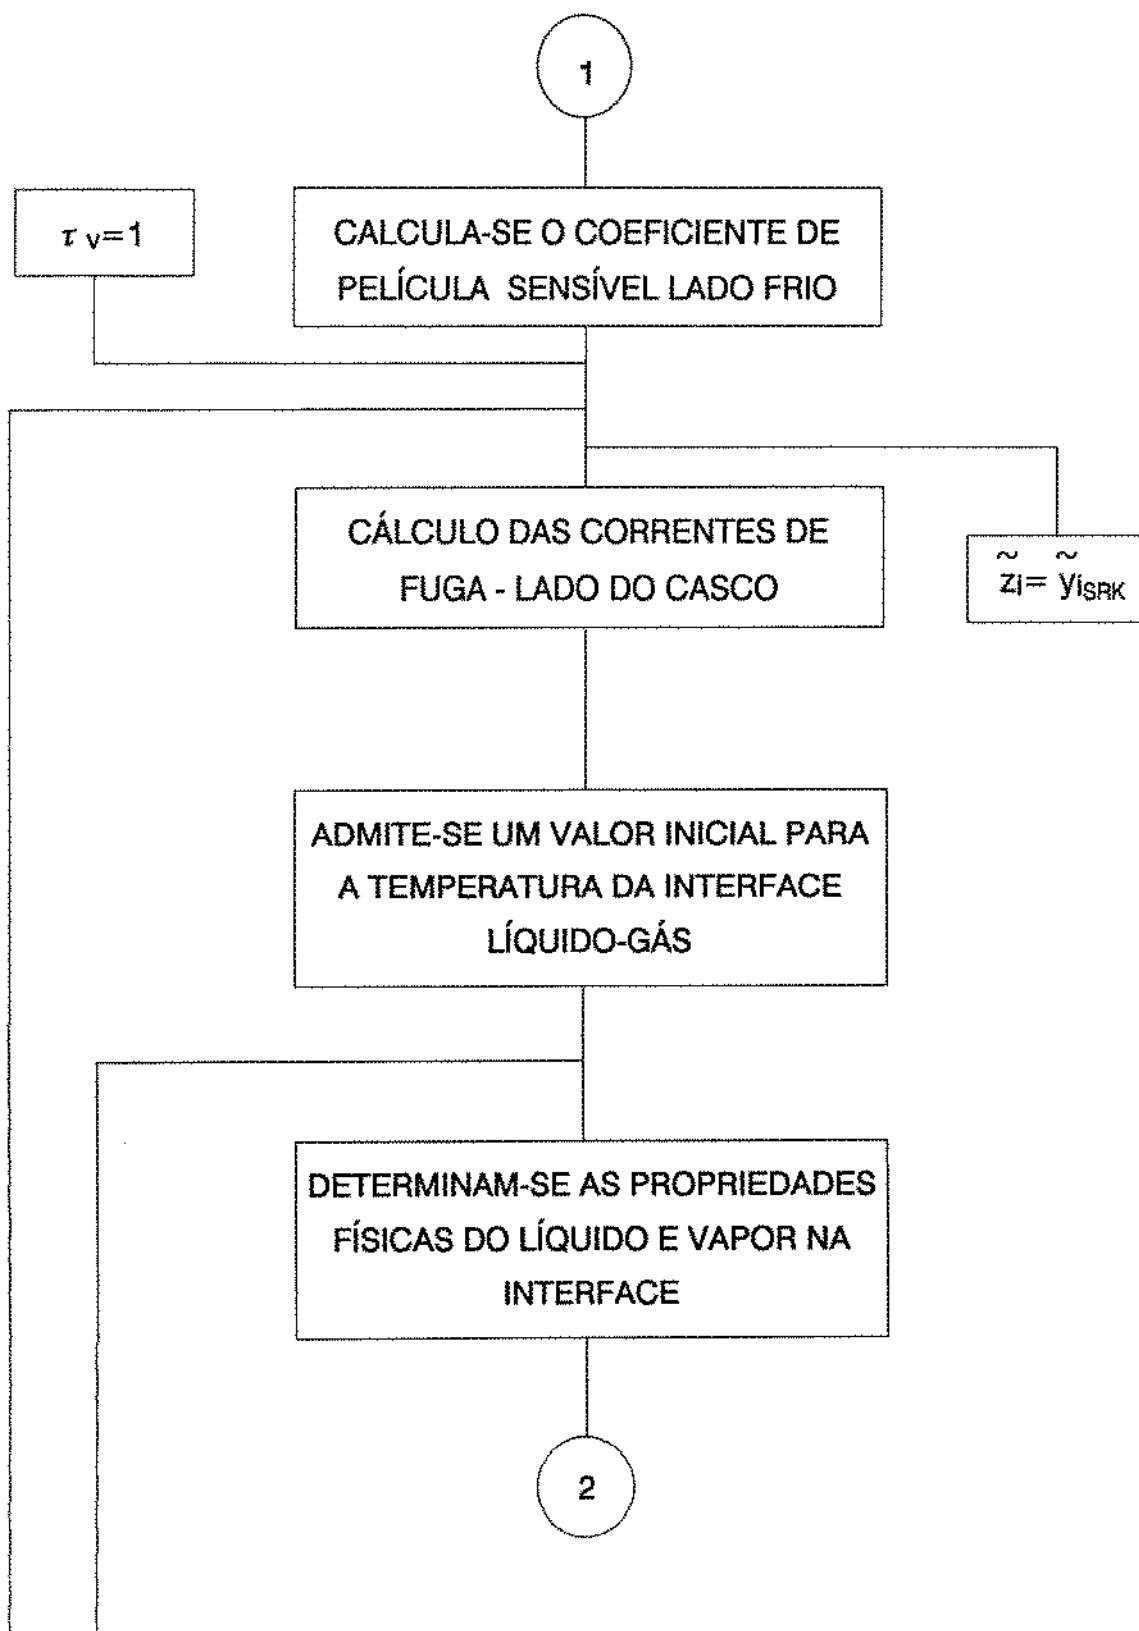 1
τ v=1
CALCULA-SE O COEFICIENTE DE
PELÍCULA SENSÍVEL LADO FRIO
CÁLCULO DAS CORRENTES DE
FUGA - LADO DO CASCO
z̃i= ỹiSRK
ADMITE-SE UM VALOR INICIAL PARA
A TEMPERATURA DA INTERFACE
LÍQUIDO-GÁS
DETERMINAM-SE AS PROPRIEDADES
FÍSICAS DO LÍQUIDO E VAPOR NA
INTERFACE
2